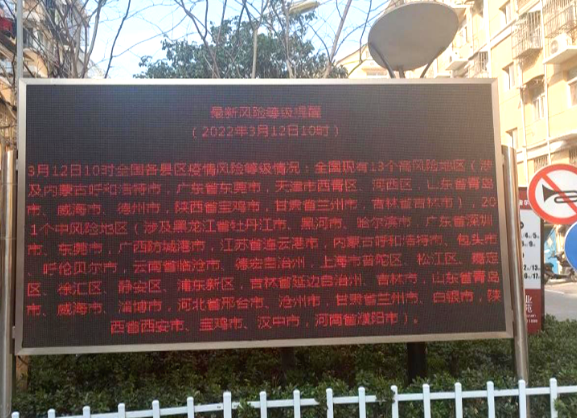 最新风险等级提醒
（2022年3月12日10时）
3月12日10时全国各县区疫情风险等级情况：全国现有13个高风险地区（涉
及内蒙古呼和浩特市，广东省东莞市，天津市西青区、河西区，山东省青岛
市、威海市、德州市，陕西省宝鸡市，甘肃省兰州市，吉林省吉林市），20
1个中风险地区（涉及黑龙江省牡丹江市、黑河市、哈尔滨市，广东省深圳
市、东莞市，广西防城港市，江苏省连云港市，内蒙古呼和浩特市、包头市
、呼伦贝尔市，云南省临沧市、德宏自治州，上海市普陀区、松江区、嘉定
区、徐汇区、静安区、浦东新区，吉林省延边自治州、吉林市，山东省青岛
市、威海市、淄博市，河北省邢台市、沧州市，甘肃省兰州市、白银市，陕
西省西安市、宝鸡市、汉中市，河南省濮阳市）。